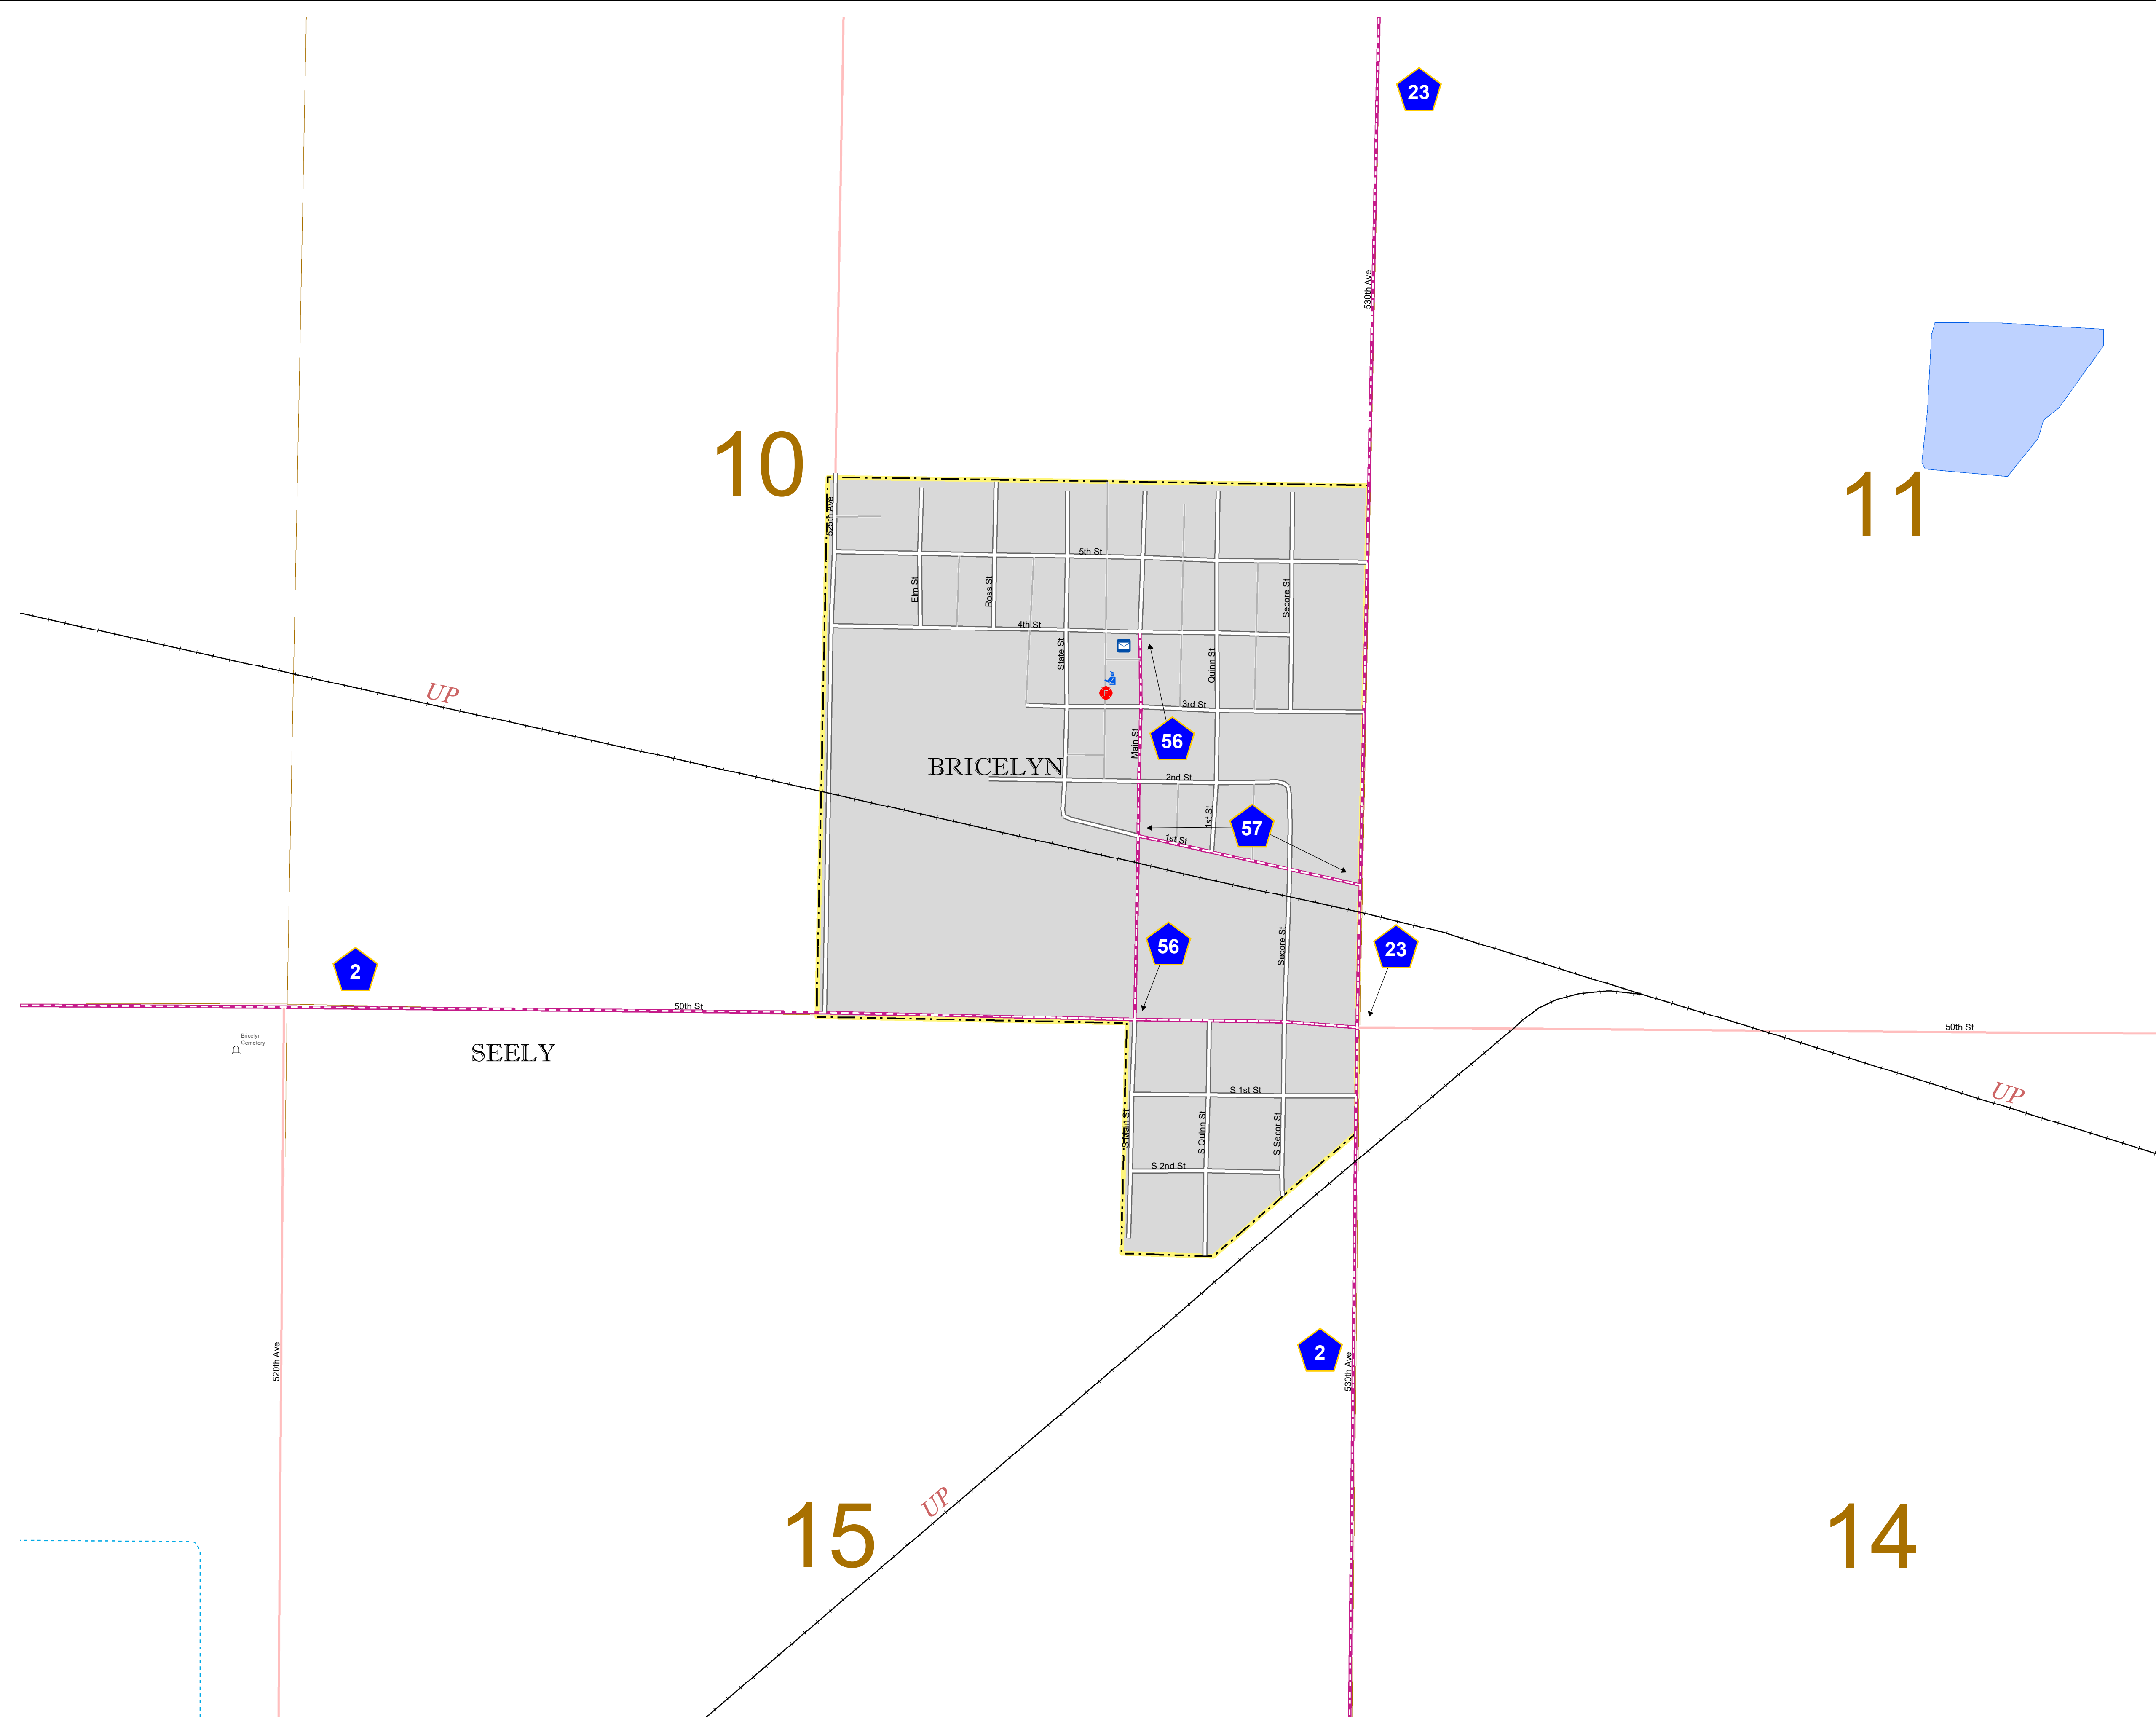 23
530th Ave
10
11
525th Ave
5th St
Elm St
Ross St
Secore St
4th St
State St
Quinn St
F
UP
3rd St
56
Main St
BRICELYN
2nd St
1st St
57
1st St
56
23
Secore St
2
50th St
50th St
Bricelyn
Cemetery
SEELY
S 1st St
UP
S Main St
S Quinn St
S Secor St
S 2nd St
520th Ave
2
530th Ave
UP
15
14